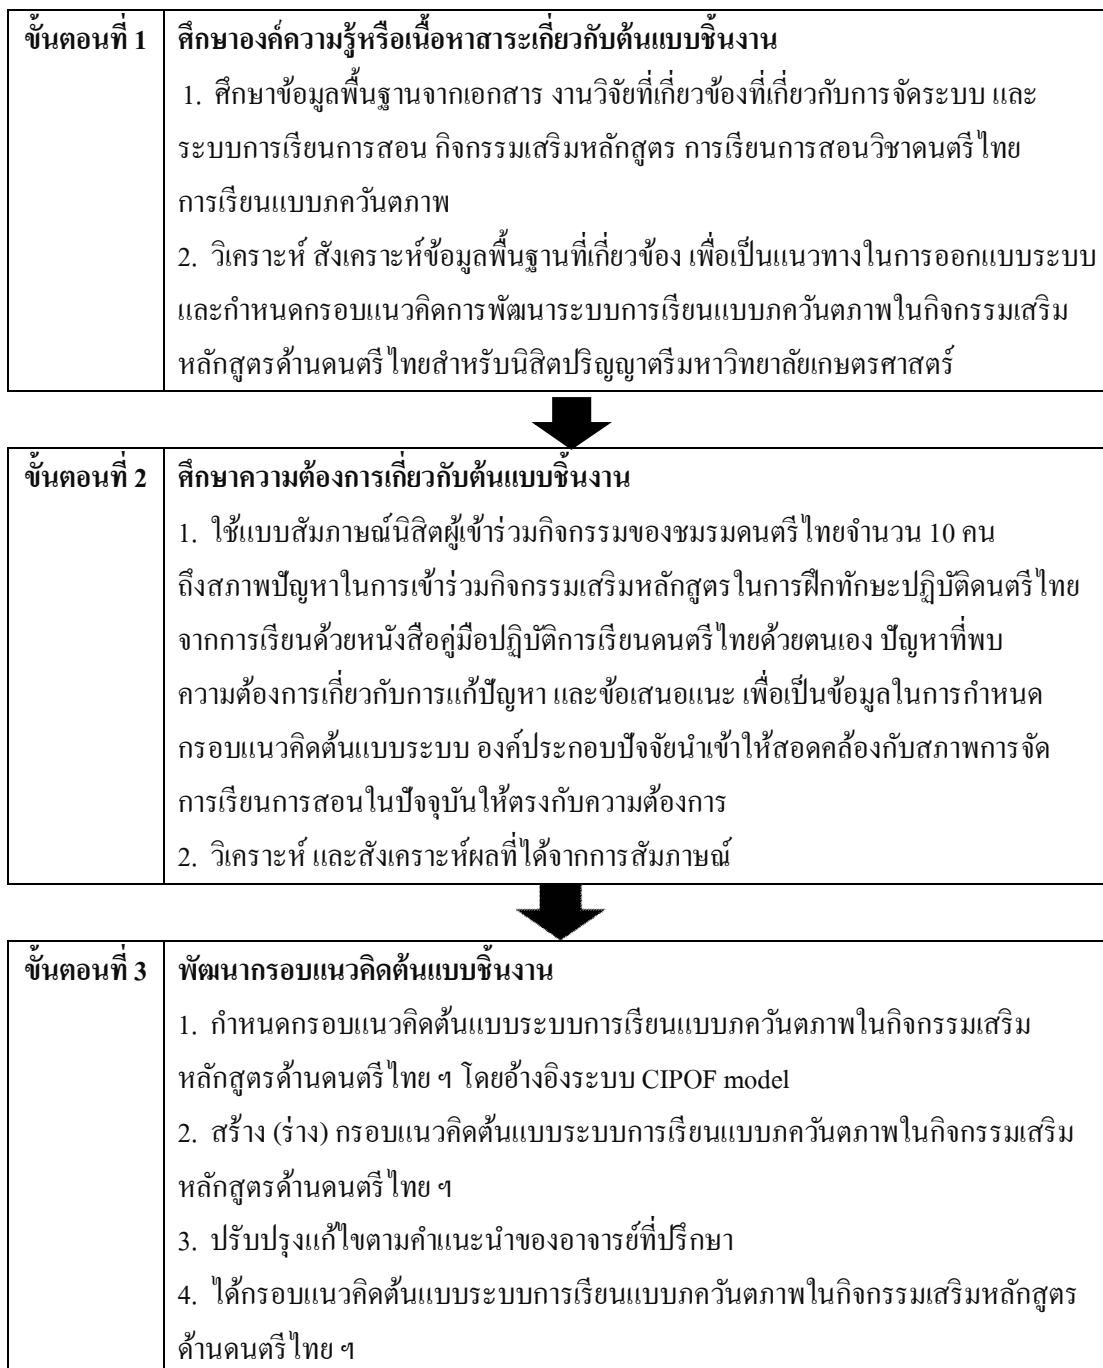 ขั้นตอนที่ 1 ศึกษาองค์ความรู้หรือเนื้อหาสาระเกี่ยวกับต้นแบบชิ้นงาน
1. ศึกษาข้อมูลพื้นฐานจากเอกสาร งานวิจัยที่เกี่ยวข้องที่เกี่ยวกับการจัดระบบ และ
ระบบการเรียนการสอน กิจกรรมเสริมหลักสูตร การเรียนการสอนวิชาดนตรีไทย
การเรียนแบบภควันตภาพ
2. วิเคราะห์ สังเคราะห์ข้อมูลพื้นฐานที่เกี่ยวข้อง เพื่อเป็นแนวทางในการออกแบบระบบ
และกำหนดกรอบแนวคิดการพัฒนาระบบการเรียนแบบภควันตภาพในกิจกรรมเสริม
หลักสูตรด้านดนตรีไทยสำหรับนิสิตปริญญาตรีมหาวิทยาลัยเกษตรศาสตร์
ขั้นตอนที่ 2 ศึกษาความต้องการเกี่ยวกับต้นแบบชิ้นงาน
1. ใช้แบบสัมภาษณ์นิสิตผู้เข้าร่วมกิจกรรมของชมรมดนตรีไทยจำนวน 10 คน
ถึงสภาพปัญหาในการเข้าร่วมกิจกรรมเสริมหลักสูตรในการฝึกทักษะปฏิบัติดนตรีไทย
จากการเรียนด้วยหนังสือคู่มือปฏิบัติการเรียนดนตรีไทยด้วยตนเอง ปัญหาที่พบ
ความต้องการเกี่ยวกับการแก้ปัญหา และข้อเสนอแนะ เพื่อเป็นข้อมูลในการกำหนด
กรอบแนวคิดต้นแบบระบบ องค์ประกอบปัจจัยนำเข้าให้สอดคล้องกับสภาพการจัด
การเรียนการสอนในปัจจุบันให้ตรงกับความต้องการ
2. วิเคราะห์ และสังเคราะห์ผลที่ได้จากการสัมภาษณ์
ขั้นตอนที่ 3 พัฒนากรอบแนวคิดต้นแบบชิ้นงาน
1. กำหนดกรอบแนวคิดต้นแบบระบบการเรียนแบบภควันตภาพในกิจกรรมเสริม
หลักสูตรด้านดนตรีไทย ฯ โดยอ้างอิงระบบ CIPOF model
2. สร้าง (ร่าง) กรอบแนวคิดต้นแบบระบบการเรียนแบบภควันตภาพในกิจกรรมเสริม
หลักสูตรด้านดนตรีไทย ฯ
3. ปรับปรุงแก้ไขตามคำแนะนำของอาจารย์ที่ปรึกษา
4. ได้กรอบแนวคิดต้นแบบระบบการเรียนแบบภควันตภาพในกิจกรรมเสริมหลักสูตร
ด้านดนตรีไทย ฯ